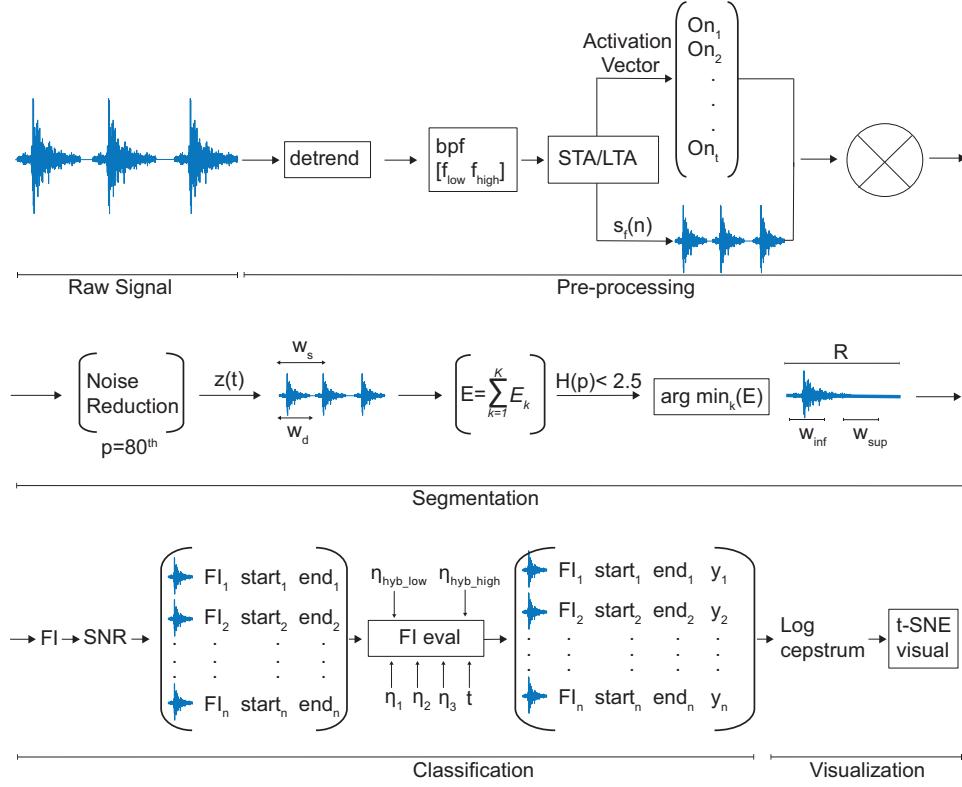 Activation
Vector
On1
On2
.
.
.
Ont
detrend
bpf
[flow fhigh]
STA/LTA
sf(n)
Raw Signal
Pre-processing
Noise
Reduction
p=80th
z(t)
ws
wd
E=∑k=1K Ek
H(p)< 2.5
arg mink(E)
R
winf
wsup
Segmentation
FI
SNR
FI1 start1 end1
FI2 start2 end2
. . . .
. . . .
FIn startn endn
ηhyb_low ηhyb_high
FI eval
η1 η2 η3 t
FI1 start1 end1 y1
FI2 start2 end2 y2
. . . . .
. . . . .
FIn startn endn yn
Log
cepstrum
t-SNE
visual
Classification
Visualization